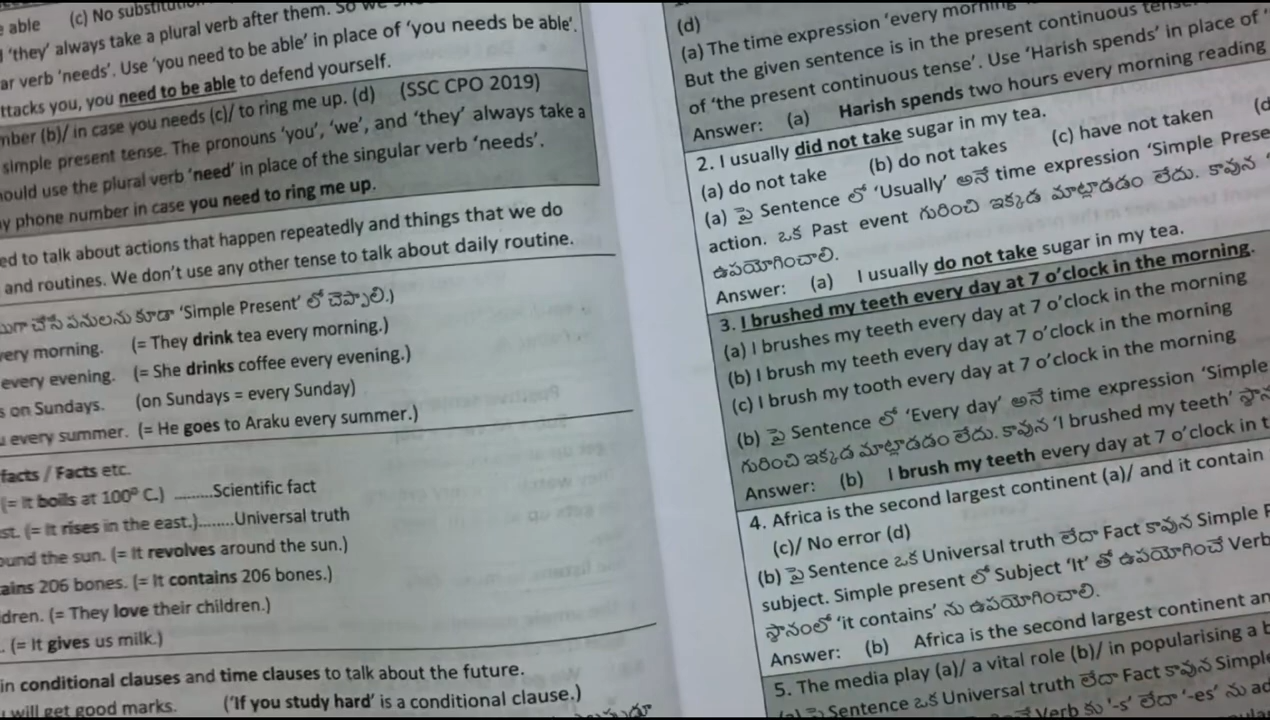 able (c) No
'they' always take a plural verb after them. So we
ar verb 'needs'. Use 'you need to be able' in place of 'you needs be able'.
ttacks you, you need to be able to defend yourself.
mber (b)/ in case you needs (c)/ to ring me up. (d) (SSC CPO 2019)
simple present tense. The pronouns 'you', 'we', and 'they' always take a
ould use the plural verb 'need' in place of the singular verb 'needs'.
y phone number in case you need to ring me up.
ed to talk about actions that happen repeatedly and things that we do
and routines. We don't use any other tense to talk about daily routine.
చేసే పనులను కూడా 'Simple Present' లో చెప్పాలి.)
very morning. (= They drink tea every morning.)
every evening. (= She drinks coffee every evening.)
s on Sundays. (on Sundays = every Sunday)
u every summer. (= He goes to Araku every summer.)
facts / Facts etc.
(= It boils at 100⁰ C.) .........Scientific fact
st. (= It rises in the east.)........Universal truth
ound the sun. (= It revolves around the sun.)
ains 206 bones. (= It contains 206 bones.)
dren. (= They love their children.)
. (= It gives us milk.)
in conditional clauses and time clauses to talk about the future.
u will get good marks. ('If you study hard' is a conditional clause.)
(d)
(a) The time expression 'every morning
But the given sentence is in the present continuous
of 'the present continuous tense'. Use 'Harish spends' in place of '
Answer: (a) Harish spends two hours every morning reading
2. I usually did not take sugar in my tea.
(a) do not take (b) do not takes (c) have not taken (d
(a) పై Sentence లో 'Usually' అనే time expression 'Simple Prese
action. ఒక Past event గురించి ఇక్కడ మాట్లాడడం లేదు. కావున '
ఉపయోగించాలి.
Answer: (a) I usually do not take sugar in my tea.
3. I brushed my teeth every day at 7 o'clock in the morning.
(a) I brushes my teeth every day at 7 o'clock in the morning
(b) I brush my teeth every day at 7 o'clock in the morning
(c) I brush my tooth every day at 7 o'clock in the morning
(b) పై Sentence లో 'Every day' అనే time expression 'Simple
గురించి ఇక్కడ మాట్లాడడం లేదు. కావున 'I brushed my teeth' స్థాన
Answer: (b) I brush my teeth every day at 7 o'clock in t
4. Africa is the second largest continent (a)/ and it contain
(c)/ No error (d)
(b) పై Sentence ఒక Universal truth లేదా Fact కావున Simple P
subject. Simple present లో Subject 'It' తో ఉపయోగించే Verb
స్థానంలో 'it contains' ను ఉపయోగించాలి.
Answer: (b) Africa is the second largest continent an
5. The media play (a)/ a vital role (b)/ in popularising a b
(a) పై Sentence ఒక Universal truth లేదా Fact కావున Simple
Verb కు '-s' లేదా '-es' ను